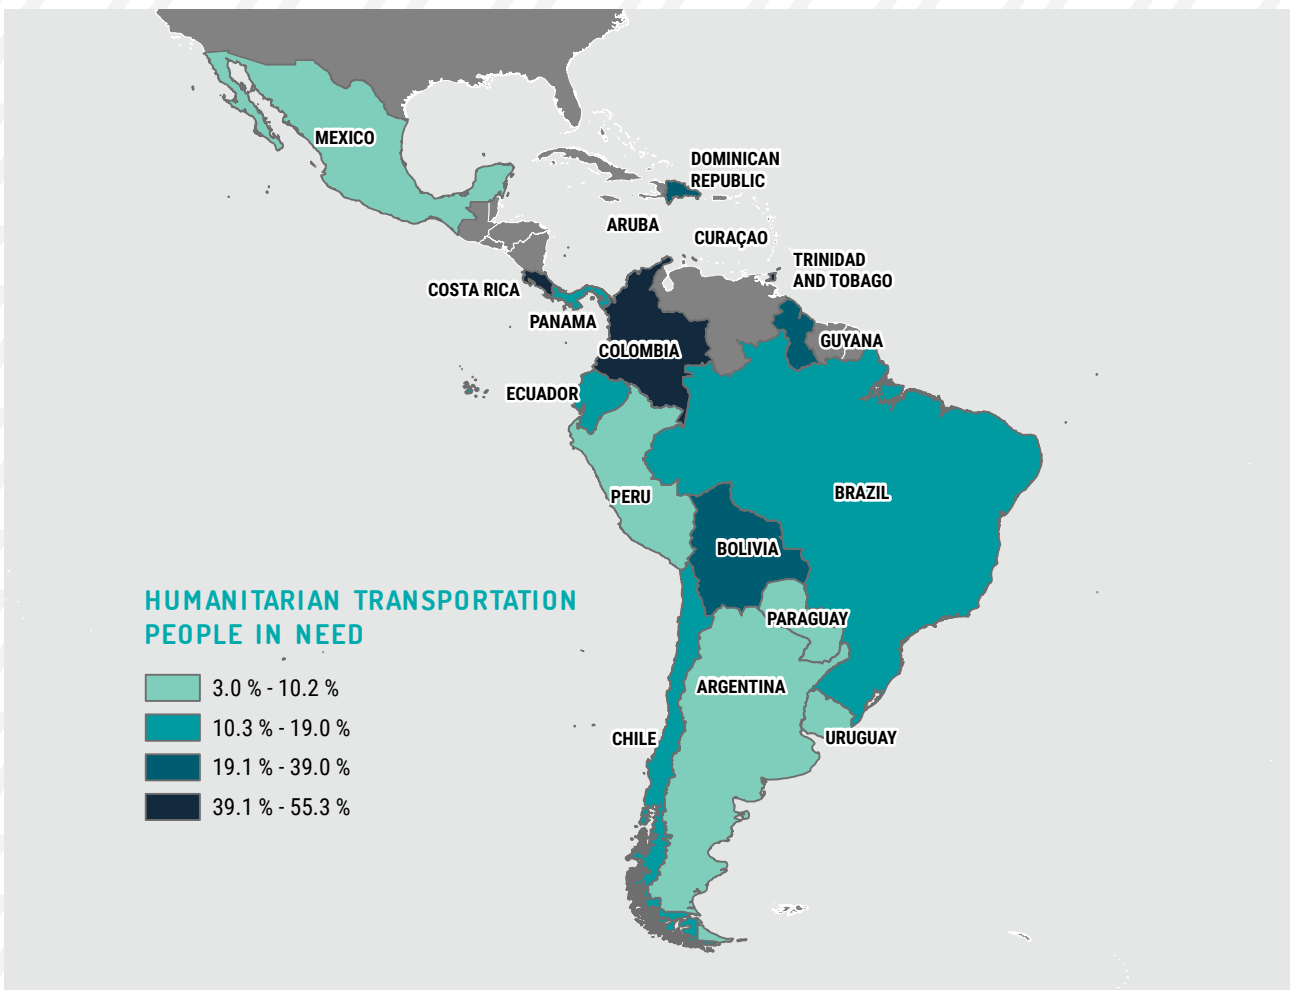 MEXICO
DOMINICAN
REPUBLIC
ARUBA
CURAÇAO
TRINIDAD
AND TOBAGO
COSTA RICA
PANAMA
GUYANA
COLOMBIA
ECUADOR
PERU
BRAZIL
BOLIVIA
HUMANITARIAN TRANSPORTATION
PEOPLE IN NEED
3.0 % - 10.2 %
10.3 % - 19.0 %
19.1 % - 39.0 %
39.1 % - 55.3 %
PARAGUAY
ARGENTINA
CHILE
URUGUAY